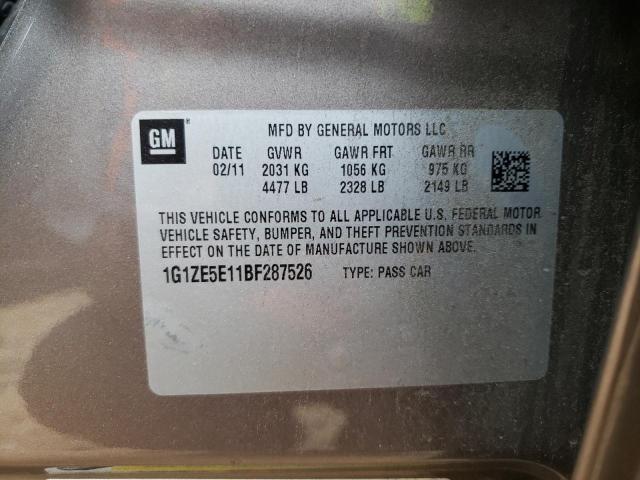 GM
MFD BY GENERAL MOTORS LLC
DATE GVWR GAWR FRT GAWR RR
02/11 2031 KG 1056 KG 975 KG
4477 LB 2328 LB 2149 LB
THIS VEHICLE CONFORMS TO ALL APPLICABLE U.S. FEDERAL MOTOR
VEHICLE SAFETY, BUMPER, AND THEFT PREVENTION STANDARDS
IN EFFECT ON THE DATE OF MANUFACTURE SHOWN ABOVE.
1G1ZE5E11BF287526 TYPE: PASS CAR